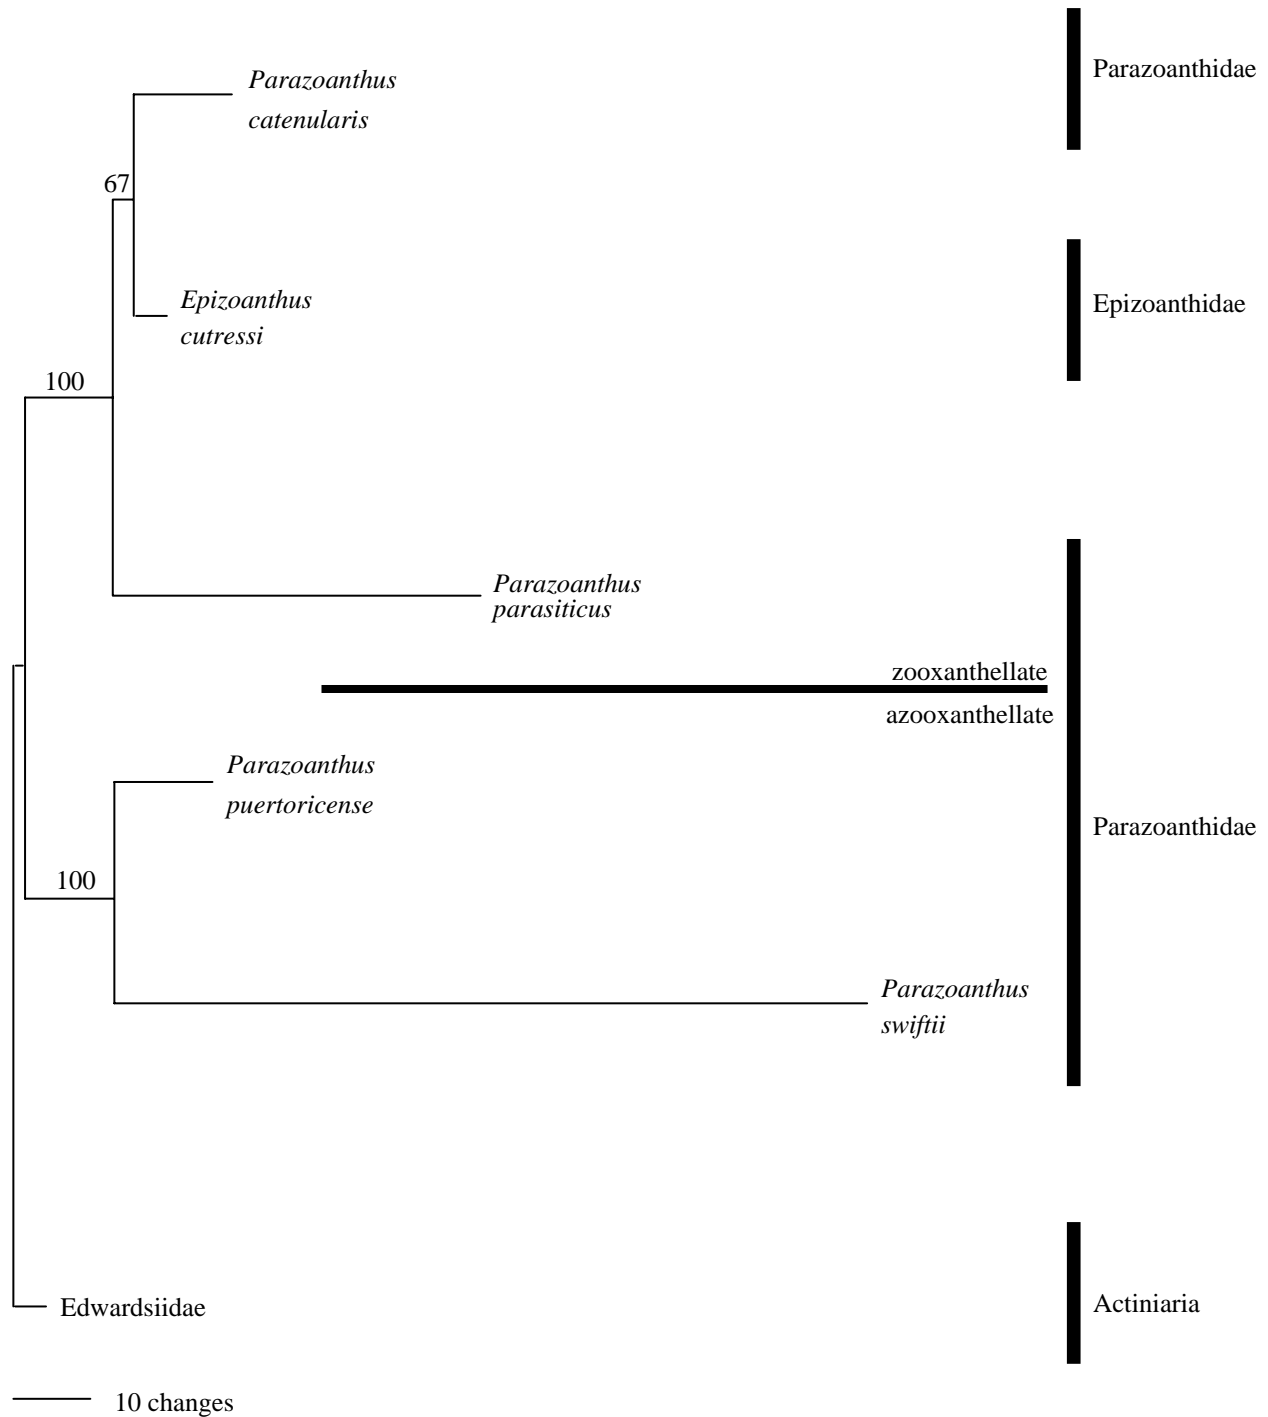 Parazoanthidae
Parazoanthus
catenularis
67
Epizoanthus
cutressi
Epizoanthidae
100
Parazoanthus
parasiticus
zooxanthellate
azooxanthellate
Parazoanthus
puertoricense
Parazoanthidae
100
Parazoanthus
swiftii
Edwardsiidae
Actiniaria
10 changes